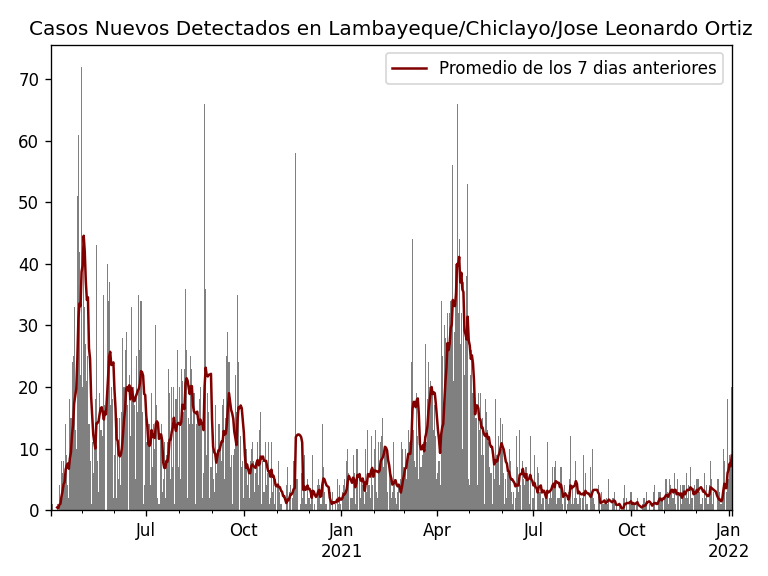 Casos Nuevos Detectados en Lambayeque/Chiclayo/Jose Leonardo Ortiz
Promedio de los 7 dias anteriores
70
60
50
40
30
20
10
0
Jul
Oct
Jan
2021
Apr
Jul
Oct
Jan
2022